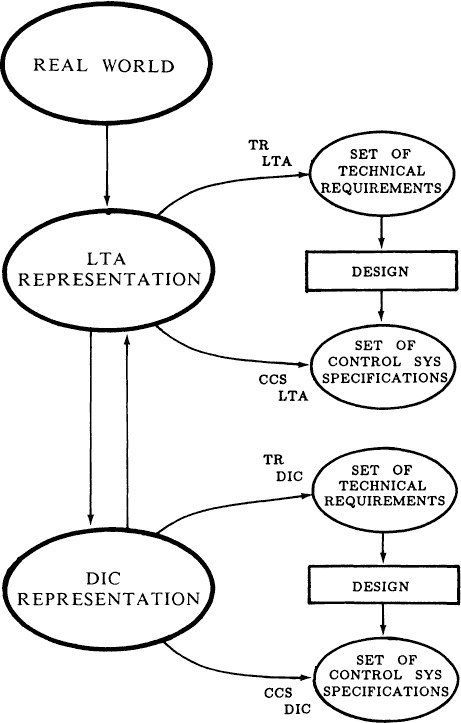 REAL WORLD
TR
LTA
SET OF
TECHNICAL
REQUIREMENTS
LTA
REPRESENTATION
DESIGN
SET OF
CONTROL SYS
SPECIFICATIONS
CCS
LTA
TR
DIC
SET OF
TECHNICAL
REQUIREMENTS
DIC
REPRESENTATION
DESIGN
SET OF
CONTROL SYS
SPECIFICATIONS
CCS
DIC